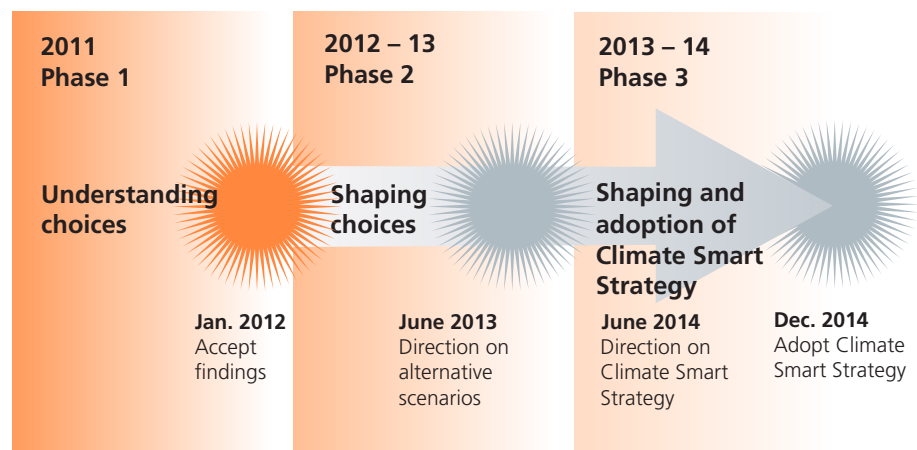 2011
Phase 1
2012 – 13
Phase 2
2013 – 14
Phase 3
Understanding
choices
Shaping
choices
Shaping and
adoption of
Climate Smart
Strategy
Jan. 2012
Accept
findings
June 2013
Direction on
alternative
scenarios
June 2014
Direction on
Climate Smart
Strategy
Dec. 2014
Adopt Climate
Smart Strategy